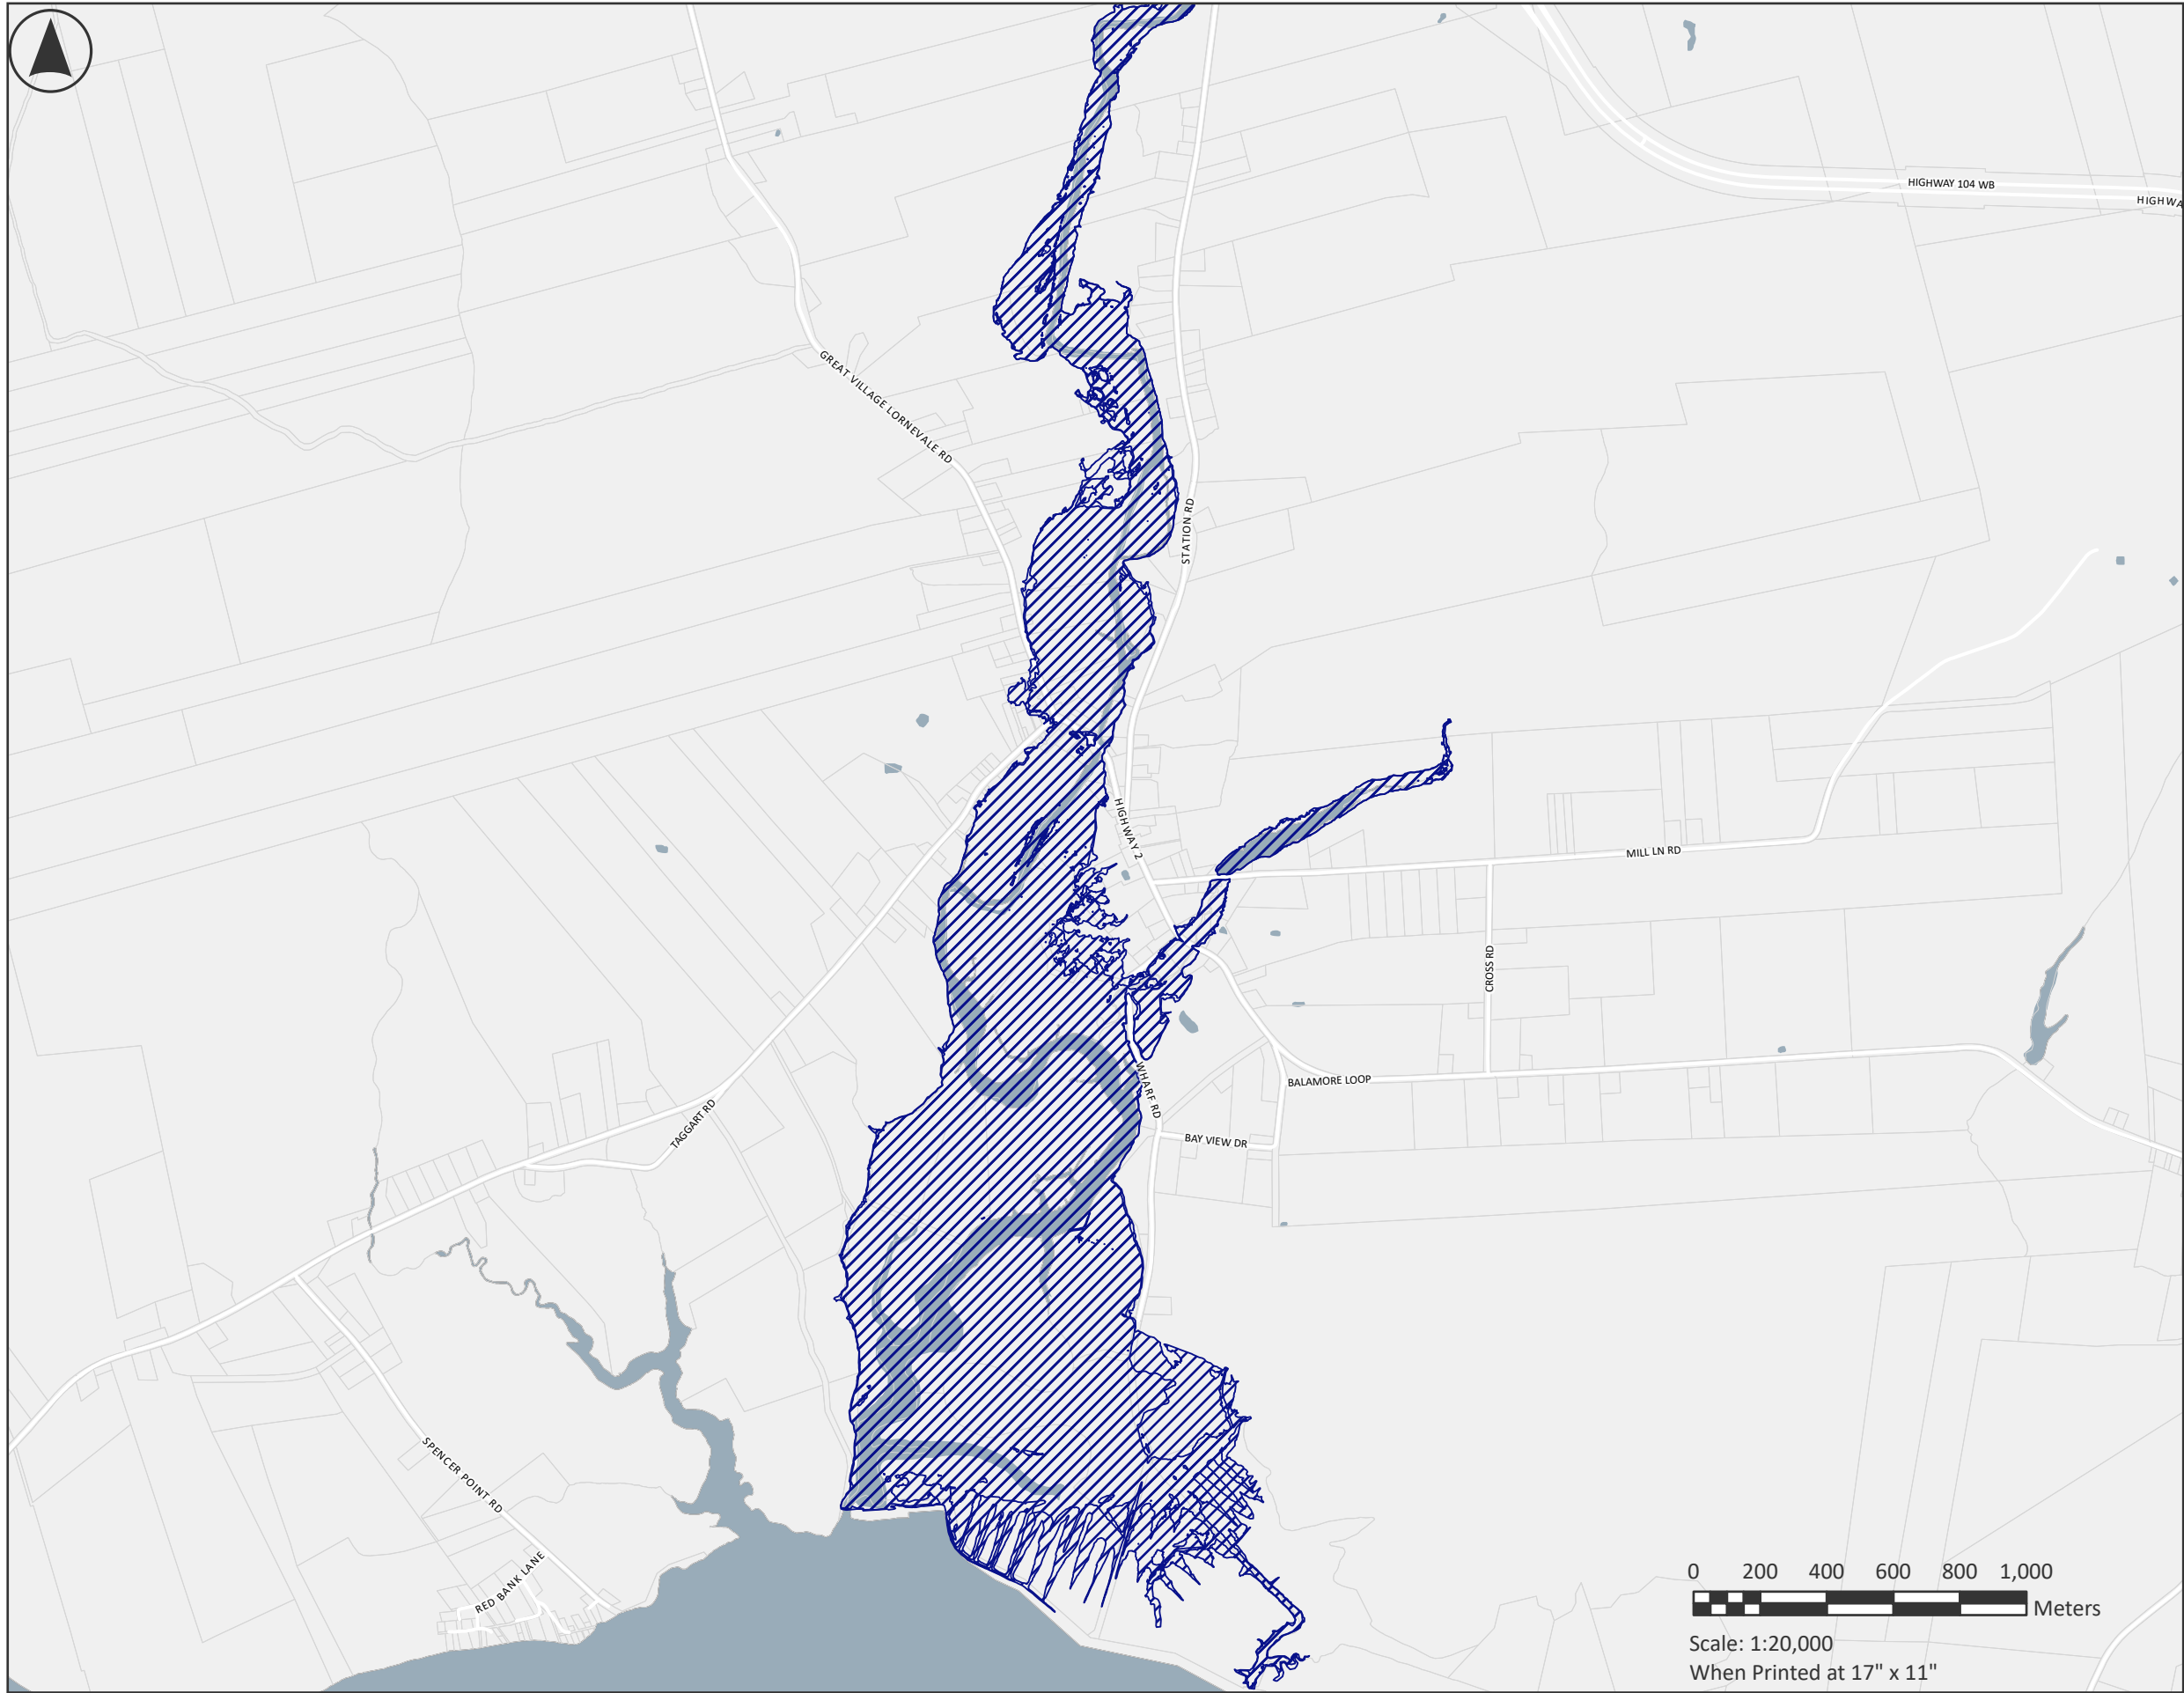 HIGHWAY 104 WB
HIGHWA
GREAT VILLAGE LORNEVALE RD
STATION RD
HIGHWAY 2
MILL LN RD
CROSS RD
WHARF RD
BALAMORE LOOP
TAGGART RD
BAY VIEW DR
SPENCER POINT RD
RED BANK LANE
0 200 400 600 800 1,000
Meters
Scale: 1:20,000
When Printed at 17" x 11"